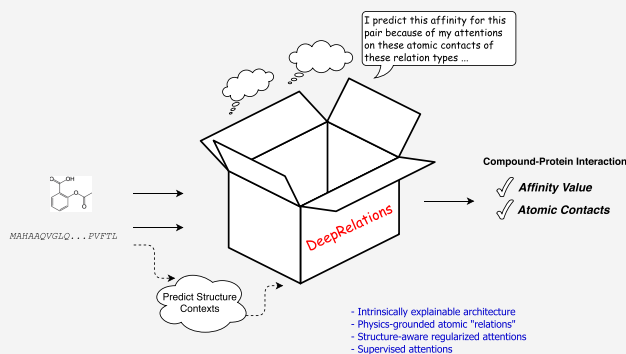 I predict this affinity for this
pair because of my attentions
on these atomic contacts of
these relation types ...
Compound-Protein Interaction
Affinity Value
Atomic Contacts
OH
O
O
MAHAAQVGLQ...PVFTL
DeepRelations
Predict Structure
Contexts
- Intrinsically explainable architecture
- Physics-grounded atomic "relations"
- Structure-aware regularized attentions
- Supervised attentions